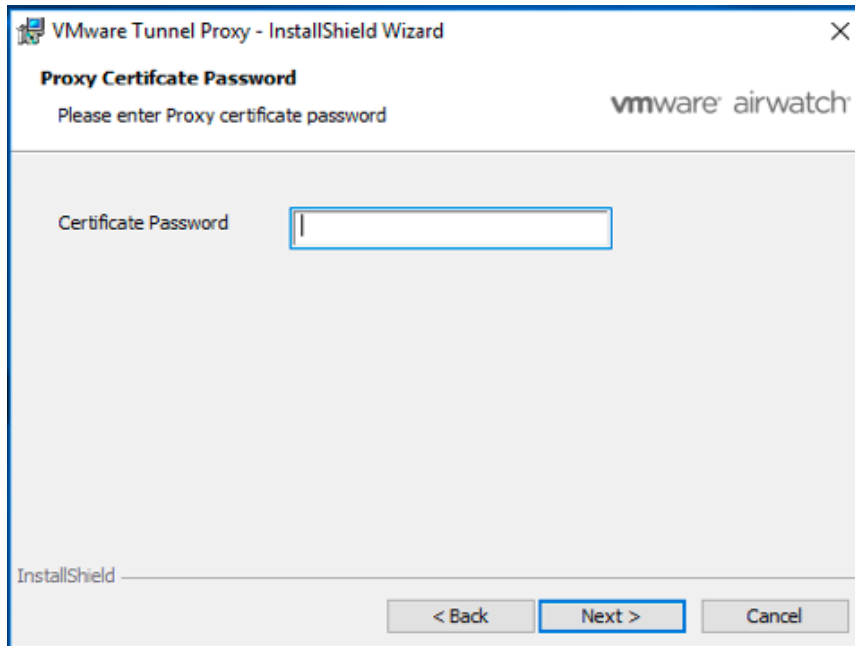 VMware Tunnel Proxy - InstallShield Wizard
Proxy Certifcate Password
Please enter Proxy certificate password
vmware airwatch
Certificate Password
InstallShield
< Back
Next >
Cancel